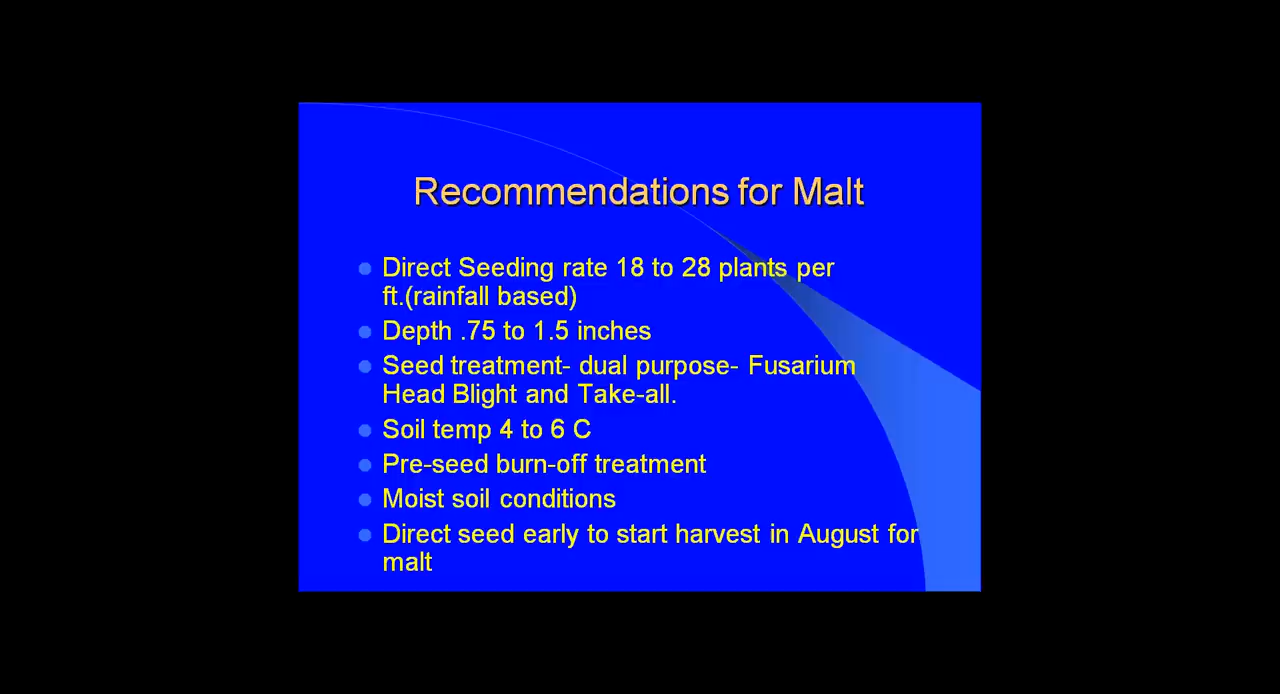 Recommendations for Malt
Direct Seeding rate 18 to 28 plants per
ft.(rainfall based)
Depth .75 to 1.5 inches
Seed treatment- dual purpose- Fusarium
Head Blight and Take-all.
Soil temp 4 to 6 C
Pre-seed burn-off treatment
Moist soil conditions
Direct seed early to start harvest in August for
malt